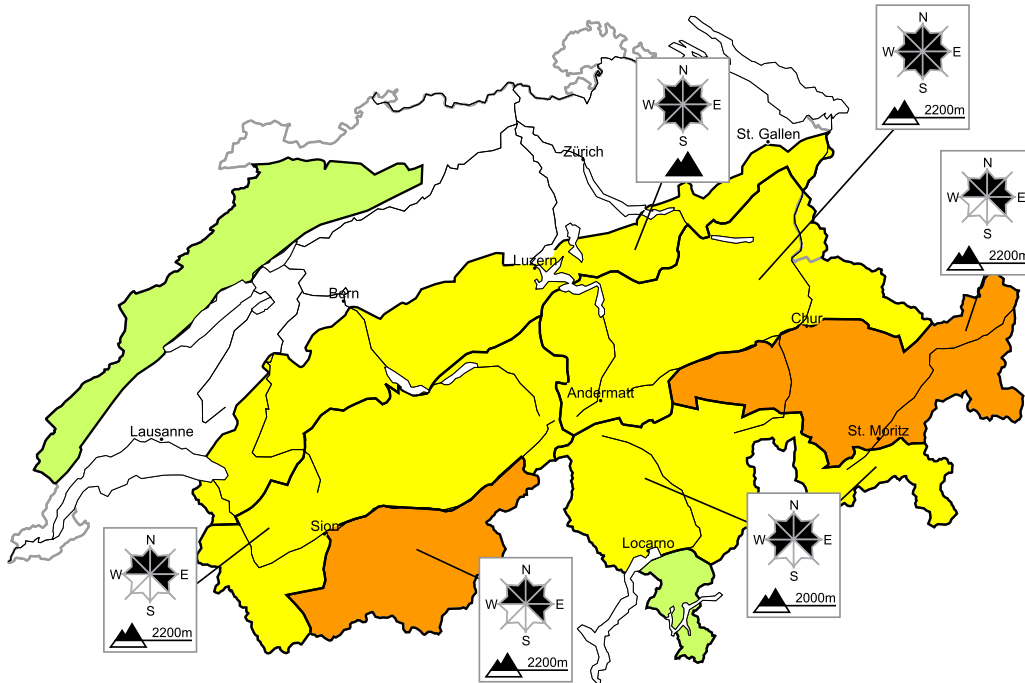 N
W E
S
2200m
N
W E
S
St. Gallen
Zürich
N
W E
S
2200m
Luzern
Bern
Chur
Andermatt
Lausanne
St. Moritz
N
W E
S
2000m
Sion
Locarno
N
W E
S
2200m
N
W E
S
2200m